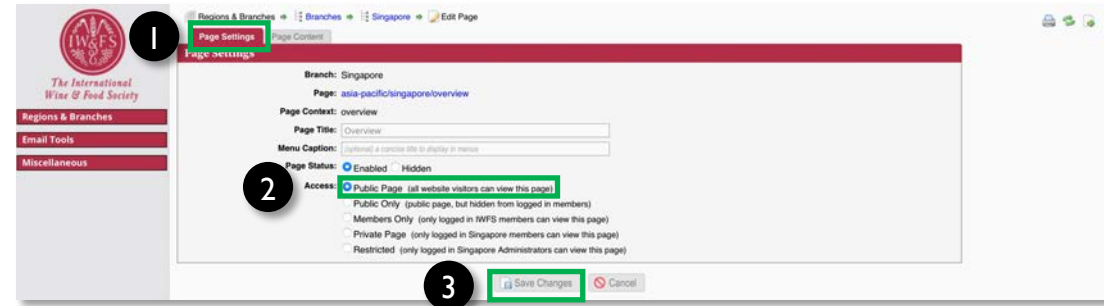 Regions & Branches Branches Singapore Edit Page
1
Page Settings Page Content
Page Settings
IW&FS
The International
Wine & Food Society
Regions & Branches
Email Tools
Miscellaneous
Branch: Singapore
Page: asia-pacific/singapore/overview
Page Context: overview
Page Title: Overview
Menu Caption: (optional) a concise title to display in menus
Page Status: Enabled Hidden
2
Access: Public Page (all website visitors can view this page)
Public Only (public page, but hidden from logged in members)
Members Only (only logged in IWFS members can view this page)
Private Page (only logged in Singapore members can view this page)
Restricted (only logged in Singapore Administrators can view this page)
3
Save Changes Cancel